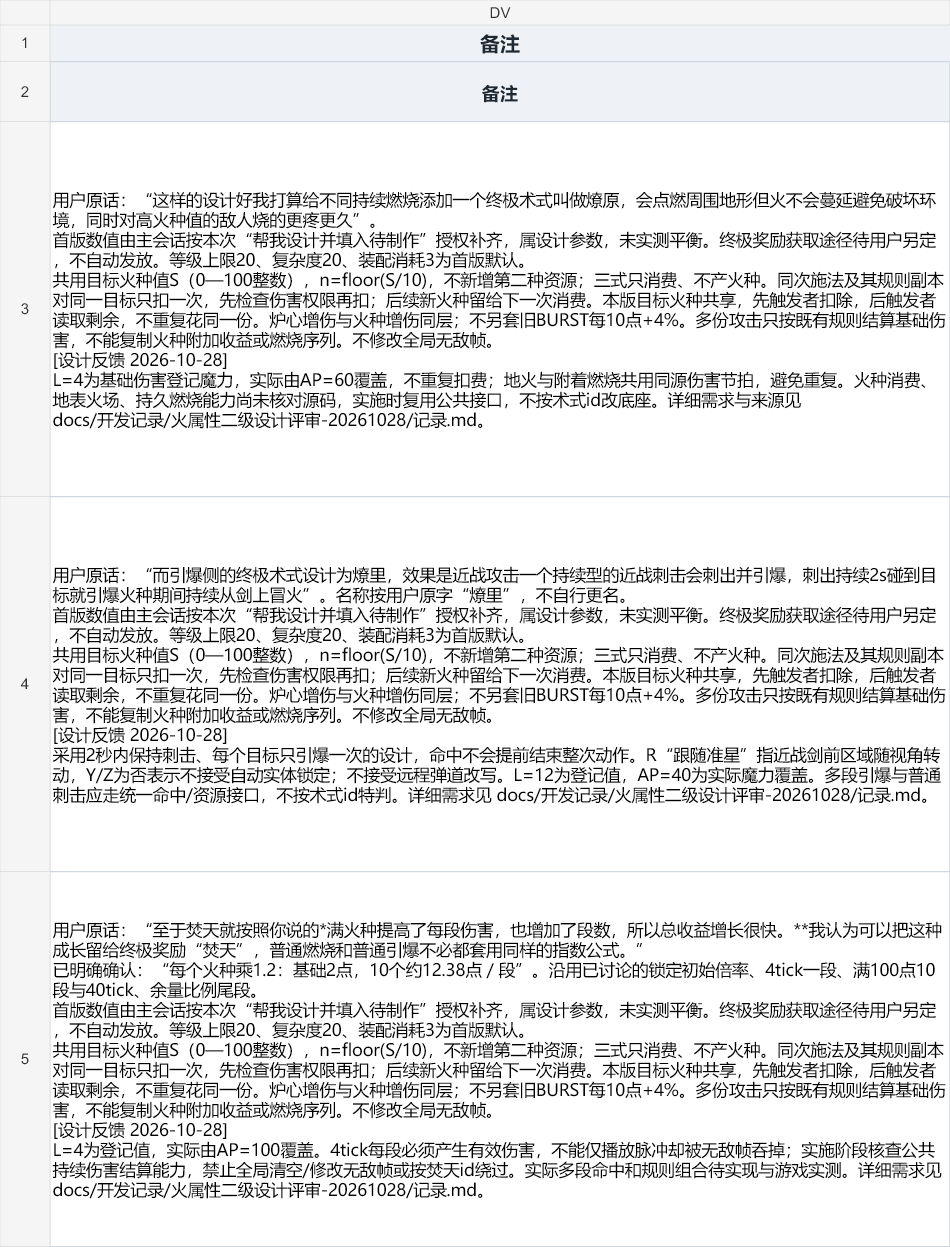 DV
1
备注
2
备注
3
用户原话：“这样的设计好我打算给不同持续燃烧添加一个终极术式叫做燎原，会点燃周围地形但火不会蔓延避免破坏环
境，同时对高火种值的敌人烧的更疼更久”。
首版数值由主会话按本次“帮我设计并填入待制作”授权补齐，属设计参数，未实测平衡。终极奖励获取途径待用户另定
，不自动发放。等级上限20、复杂度20、装配消耗3为首版默认。
共用目标火种值S（0—100整数），n=floor(S/10)，不新增第二种资源；三式只消费、不产火种。同次施法及其规则副本
对同一目标只扣一次，先检查伤害权限再扣；后续新火种留给下一次消费。本版目标火种共享，先触发者扣除，后触发者
读取剩余，不重复花同一份。炉心增伤与火种增伤同层；不另套旧BURST每10点+4%。多份攻击只按既有规则结算基础伤
害，不能复制火种附加收益或燃烧序列。不修改全局无敌帧。
[设计反馈 2026-10-28]
L=4为基础伤害登记魔力，实际由AP=60覆盖，不重复扣费；地火与附着燃烧共用同源伤害节拍，避免重复。火种消费、
地表火场、持久燃烧能力尚未核对源码，实施时复用公共接口，不按术式id改底座。详细需求与来源见
docs/开发记录/火属性二级设计评审-20261028/记录.md。
4
用户原话：“而引爆侧的终极术式设计为燎里，效果是近战攻击一个持续型的近战刺击会刺出并引爆，刺出持续2s碰到目
标就引爆火种期间持续从剑上冒火”。名称按用户原字“燎里”，不自行更名。
首版数值由主会话按本次“帮我设计并填入待制作”授权补齐，属设计参数，未实测平衡。终极奖励获取途径待用户另定
，不自动发放。等级上限20、复杂度20、装配消耗3为首版默认。
共用目标火种值S（0—100整数），n=floor(S/10)，不新增第二种资源；三式只消费、不产火种。同次施法及其规则副本
对同一目标只扣一次，先检查伤害权限再扣；后续新火种留给下一次消费。本版目标火种共享，先触发者扣除，后触发者
读取剩余，不重复花同一份。炉心增伤与火种增伤同层；不另套旧BURST每10点+4%。多份攻击只按既有规则结算基础伤
害，不能复制火种附加收益或燃烧序列。不修改全局无敌帧。
[设计反馈 2026-10-28]
采用2秒内保持刺击、每个目标只引爆一次的设计，命中不会提前结束整次动作。R“跟随准星”指近战剑前区域随视角转
动，Y/Z为否表示不接受自动实体锁定；不接受远程弹道改写。L=12为登记值，AP=40为实际魔力覆盖。多段引爆与普通
刺击应走统一命中/资源接口，不按术式id特判。详细需求见 docs/开发记录/火属性二级设计评审-20261028/记录.md。
5
用户原话：“至于焚天就按照你说的*满火种提高了每段伤害，也增加了段数，所以总收益增长很快。**我认为可以把这种
成长留给终极奖励“焚天”，普通燃烧和普通引爆不必都套用同样的指数公式。”
已明确确认：“每个火种乘1.2：基础2点，10个约12.38点 / 段”。沿用已讨论的锁定初始倍率、4tick一段、满100点10
段与40tick、余量比例尾段。
首版数值由主会话按本次“帮我设计并填入待制作”授权补齐，属设计参数，未实测平衡。终极奖励获取途径待用户另定
，不自动发放。等级上限20、复杂度20、装配消耗3为首版默认。
共用目标火种值S（0—100整数），n=floor(S/10)，不新增第二种资源；三式只消费、不产火种。同次施法及其规则副本
对同一目标只扣一次，先检查伤害权限再扣；后续新火种留给下一次消费。本版目标火种共享，先触发者扣除，后触发者
读取剩余，不重复花同一份。炉心增伤与火种增伤同层；不另套旧BURST每10点+4%。多份攻击只按既有规则结算基础伤
害，不能复制火种附加收益或燃烧序列。不修改全局无敌帧。
[设计反馈 2026-10-28]
L=4为登记值，实际由AP=100覆盖。4tick每段必须产生有效伤害，不能仅播放脉冲却被无敌帧吞掉；实施阶段核查公共
持续伤害结算能力，禁止全局清空/修改无敌帧或按焚天id绕过。实际多段命中和规则组合待实现与游戏实测。详细需求见
docs/开发记录/火属性二级设计评审-20261028/记录.md。